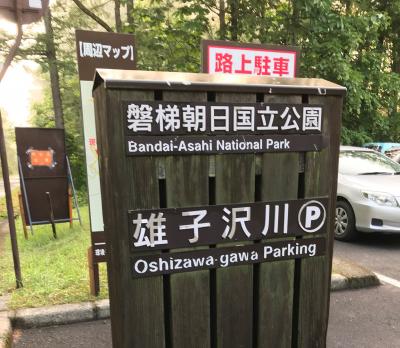 【周辺マップ】
路上駐車
磐梯朝日国立公園
Bandai-Asahi National Park
雄子沢川 P
Oshizawa-gawa Parking